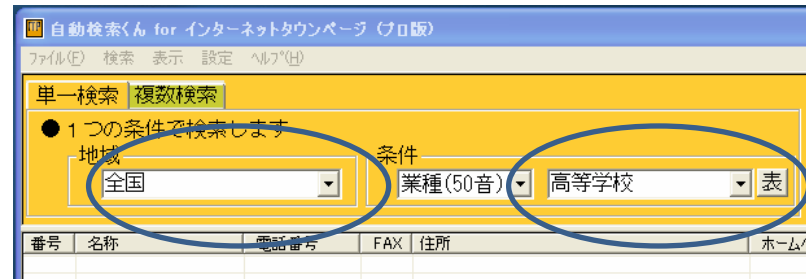 自動検索くん for インターネットタウンページ (プロ版)
ファイル(F) 検索 表示 設定 ヘルプ(H)
単一検索 複数検索
●1つの条件で検索します
地域 条件
全国 業種(50音) 高等学校 表
番号 名称 電話番号 FAX 住所 ホームペ